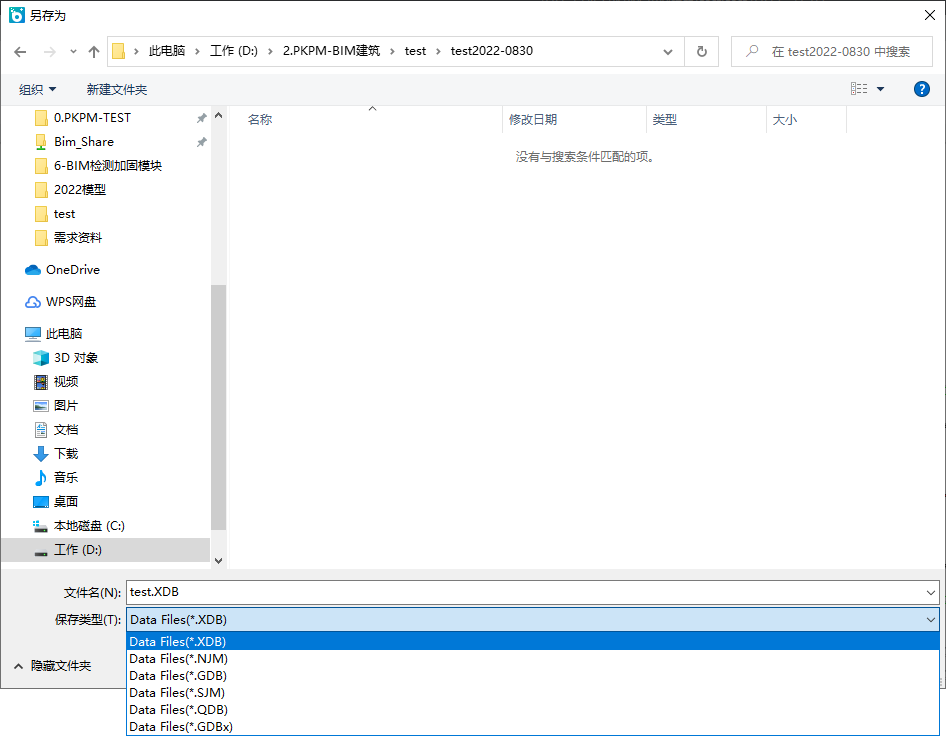 另存为
此电脑 › 工作 (D:) › 2.PKPM-BIM建筑 › test › test2022-0830
在 test2022-0830 中搜索
组织 新建文件夹
名称 修改日期 类型 大小
没有与搜索条件匹配的项。
0.PKPM-TEST
Bim_Share
6-BIM检测加固模块
2022模型
test
需求资料
OneDrive
WPS网盘
此电脑
3D 对象
视频
图片
文档
下载
音乐
桌面
本地磁盘 (C:)
工作 (D:)
文件名(N): test.XDB
保存类型(T): Data Files(*.XDB)
Data Files(*.XDB)
Data Files(*.NJM)
Data Files(*.GDB)
Data Files(*.SJM)
Data Files(*.QDB)
Data Files(*.GDBx)
隐藏文件夹